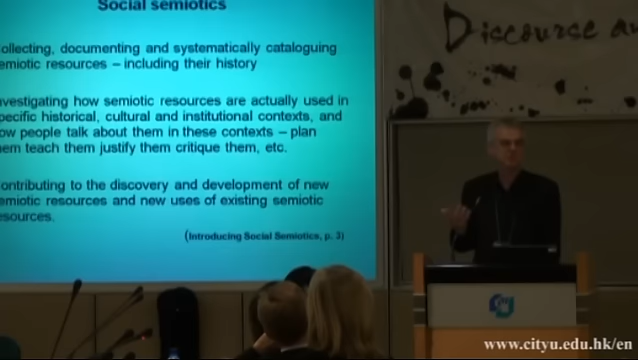 Social semiotics
ollecting, documenting and systematically cataloguing
emiotic resources – including their history
nvestigating how semiotic resources are actually used in
pecific historical, cultural and institutional contexts, and
ow people talk about them in these contexts – plan
em teach them justify them critique them, etc.
ontributing to the discovery and development of new
emiotic resources and new uses of existing semiotic
esources.
(Introducing Social Semiotics, p. 3)
Discourse an
www.cityu.edu.hk/en